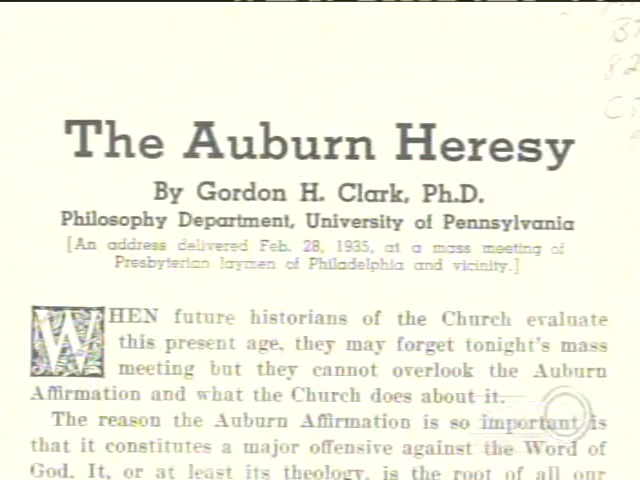 The Auburn Heresy
By Gordon H. Clark, Ph.D.
Philosophy Department, University of Pennsylvania
[An address delivered Feb. 28, 1935, at a mass meeting of
Presbyterian laymen of Philadelphia and vicinity.]
WHEN future historians of the Church evaluate
this present age, they may forget tonight's mass
meeting but they cannot overlook the Auburn
Affirmation and what the Church does about it.
The reason the Auburn Affirmation is so important is
that it constitutes a major offensive against the Word of
God. It, or at least its theology, is the root of all our